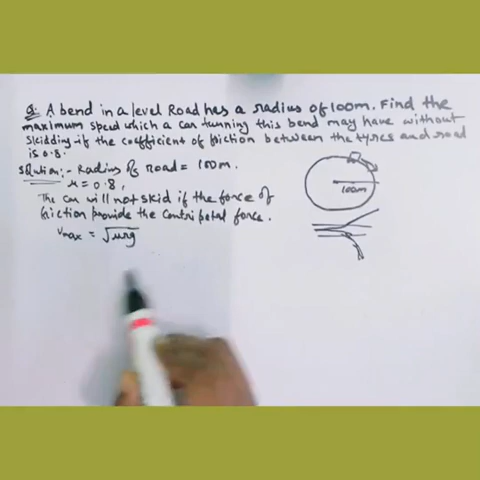 Q:- A bend in a level Road has a radius of 100m. Find the
maximum speed which a car turning this bend may have without
skidding if the coefficient of friction between the tyres and road
is 0.8.
Solution:- Radius of road = 100m.
μ = 0.8,
The car will not skid if the force of
friction provide the centripetal force.
Vmax = √μrg
100m